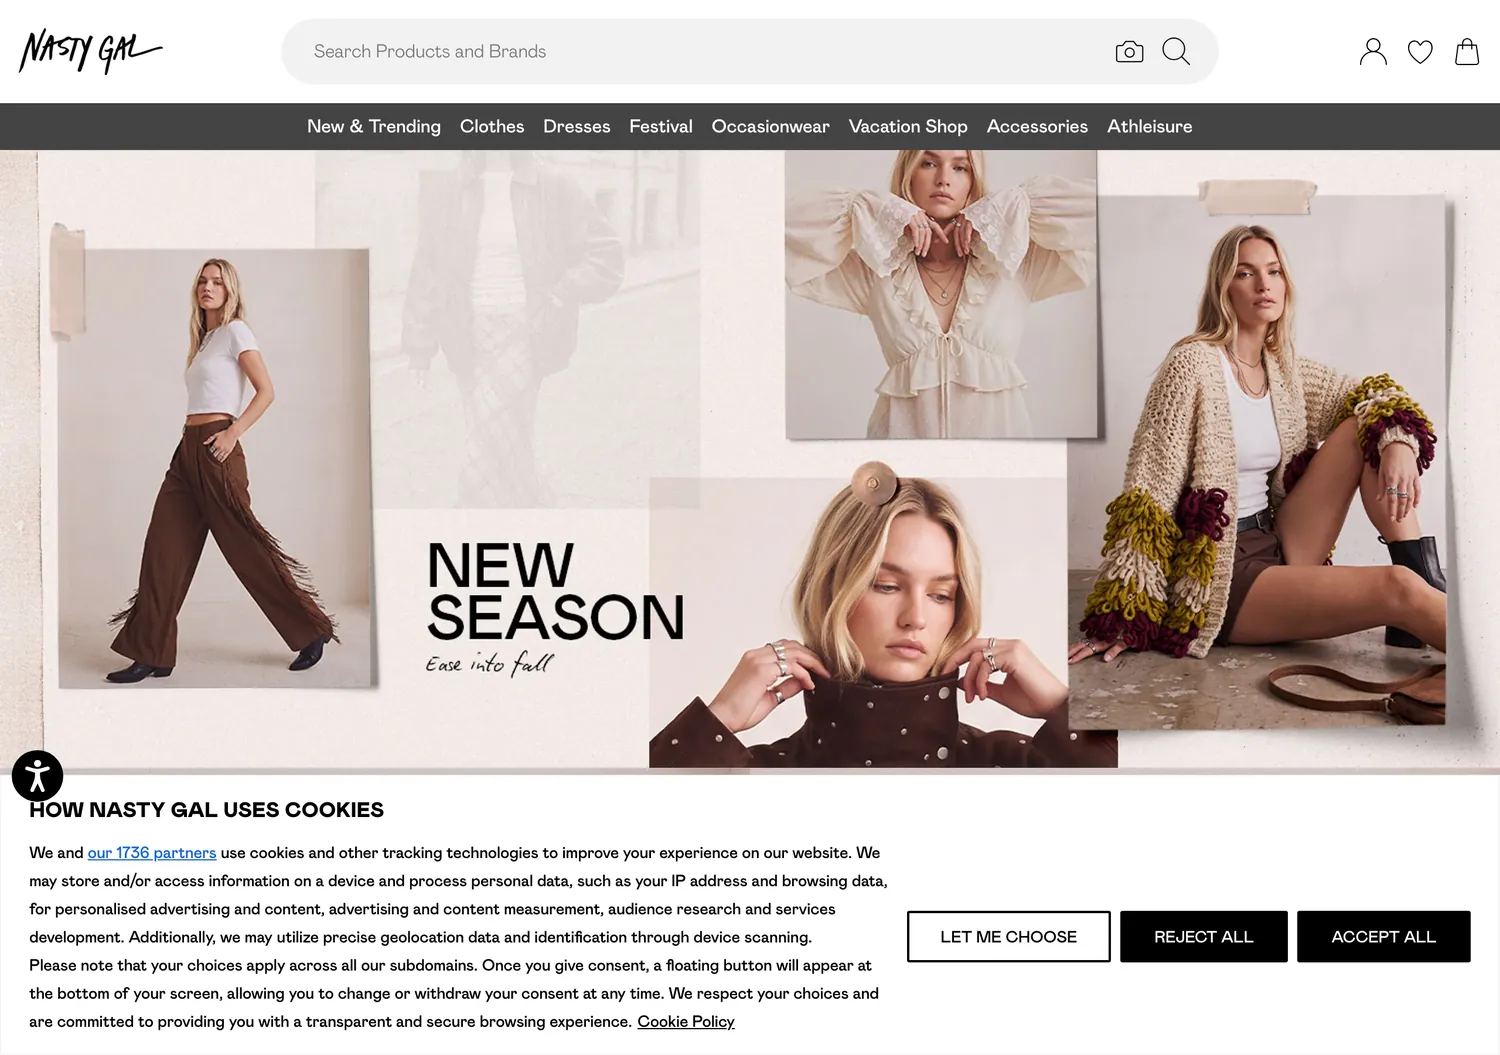 NASTY GAL
Search Products and Brands
New & Trending Clothes Dresses Festival Occasionwear Vacation Shop Accessories Athleisure
NEW
SEASON
Ease into fall
HOW NASTY GAL USES COOKIES
We and our 1736 partners use cookies and other tracking technologies to improve your experience on our website. We
may store and/or access information on a device and process personal data, such as your IP address and browsing data,
for personalised advertising and content, advertising and content measurement, audience research and services
development. Additionally, we may utilize precise geolocation data and identification through device scanning.
Please note that your choices apply across all our subdomains. Once you give consent, a floating button will appear at
the bottom of your screen, allowing you to change or withdraw your consent at any time. We respect your choices and
are committed to providing you with a transparent and secure browsing experience. Cookie Policy
LET ME CHOOSE
REJECT ALL
ACCEPT ALL